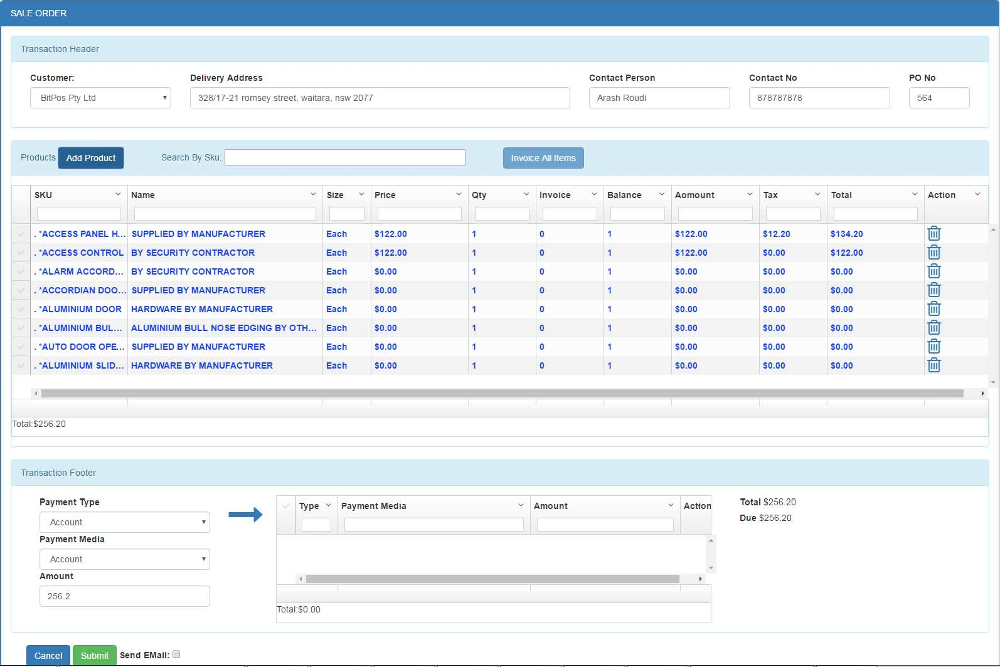 SALE ORDER
Transaction Header
Customer: Delivery Address Contact Person Contact No PO No
BitPos Pty Ltd 328/17-21 romsey street, waitara, nsw 2077 Arash Roudi 878787878 564
Products Add Product Search By Sku: Invoice All Items
SKU Name Size Price Qty Invoice Balance Aomount Tax Total Action
. *ACCESS PANEL H... SUPPLIED BY MANUFACTURER Each $122.00 1 0 1 $122.00 $12.20 $134.20
. *ACCESS CONTROL BY SECURITY CONTRACTOR Each $122.00 1 0 1 $122.00 $0.00 $122.00
. *ALARM ACCORD... BY SECURITY CONTRACTOR Each $0.00 1 0 1 $0.00 $0.00 $0.00
. *ACCORDIAN DOO... SUPPLIED BY MANUFACTURER Each $0.00 1 0 1 $0.00 $0.00 $0.00
. *ALUMINIUM DOOR HARDWARE BY MANUFACTURER Each $0.00 1 0 1 $0.00 $0.00 $0.00
. *ALUMINIUM BUL... ALUMINIUM BULL NOSE EDGING BY OTH... Each $0.00 1 0 1 $0.00 $0.00 $0.00
. *AUTO DOOR OPE... SUPPLIED BY MANUFACTURER Each $0.00 1 0 1 $0.00 $0.00 $0.00
. *ALUMINIUM SLID... HARDWARE BY MANUFACTURER Each $0.00 1 0 1 $0.00 $0.00 $0.00
Total:$256.20
Transaction Footer
Payment Type
Account
Payment Media
Account
Amount
256.2
Type Payment Media Amount Action
Total:$0.00
Total $256.20
Due $256.20
Cancel Submit Send EMail: